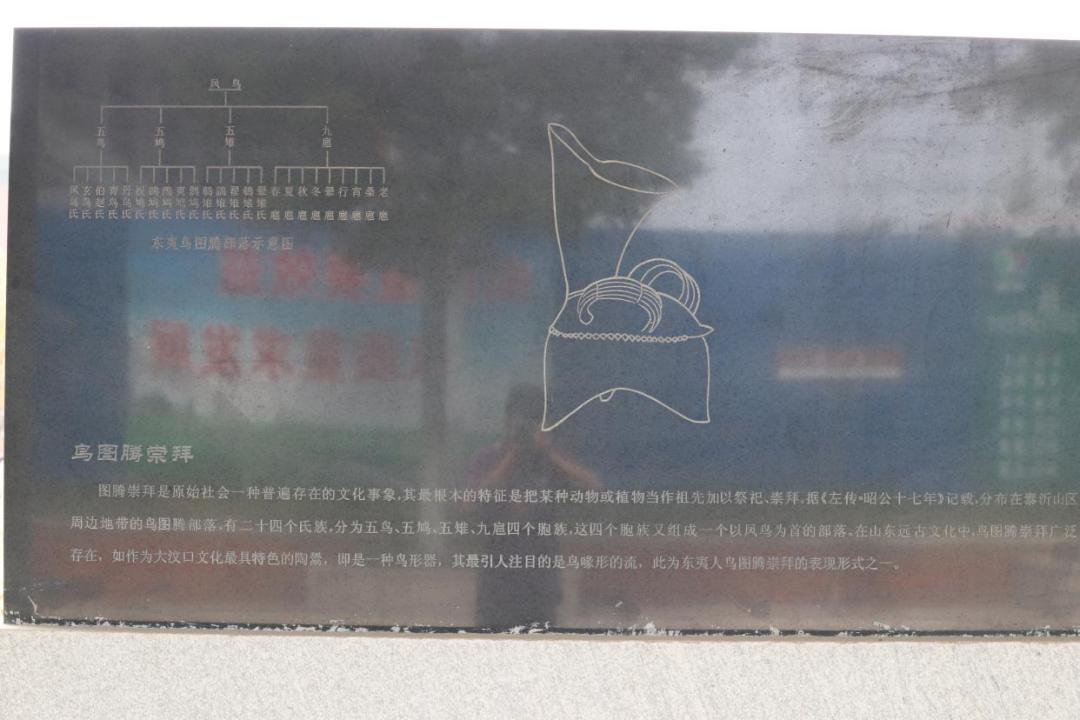 凤鸟
五鸟 五鸠 五雉 九扈
凤鸟氏 玄鸟氏 伯赵氏 青鸟氏 丹鸟氏 祝鸠氏 鸠氏 鸠氏 爽鸠氏 鹘鸠氏 雉氏 雉氏 翟雉氏 雉氏 翚雉氏 春扈 夏扈 秋扈 冬扈 扈 行扈 宵扈 桑扈 老扈
东夷鸟图腾部落示意图
鸟图腾崇拜
图腾崇拜是原始社会一种普遍存在的文化事象,其最根本的特征是把某种动物或植物当作祖先加以祭祀、崇拜,据《左传·昭公十七年》记载,分布在泰沂山区
周边地带的鸟图腾部落,有二十四个氏族,分为五鸟、五鸠、五雉、九扈四个胞族,这四个胞族又组成一个以凤鸟为首的部落。在山东远古文化中,鸟图腾崇拜广泛
存在，如作为大汶口文化最具特色的陶鬶，即是一种鸟形器，其最引人注目的是鸟喙形的流，此为东夷人鸟图腾崇拜的表现形式之一。